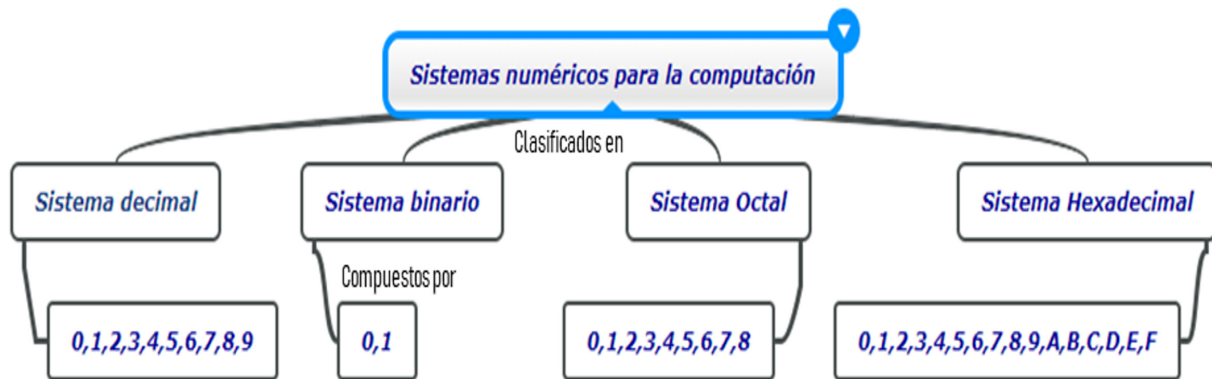 Sistemas numéricos para la computación
Clasificados en
Sistema decimal
Sistema binario
Sistema Octal
Sistema Hexadecimal
Compuestos por
0,1,2,3,4,5,6,7,8,9
0,1
0,1,2,3,4,5,6,7,8
0,1,2,3,4,5,6,7,8,9,A,B,C,D,E,F